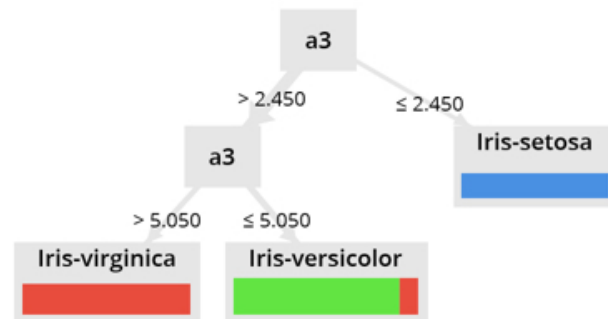 a3
> 2.450
≤ 2.450
a3
Iris-setosa
> 5.050
≤ 5.050
Iris-virginica
Iris-versicolor